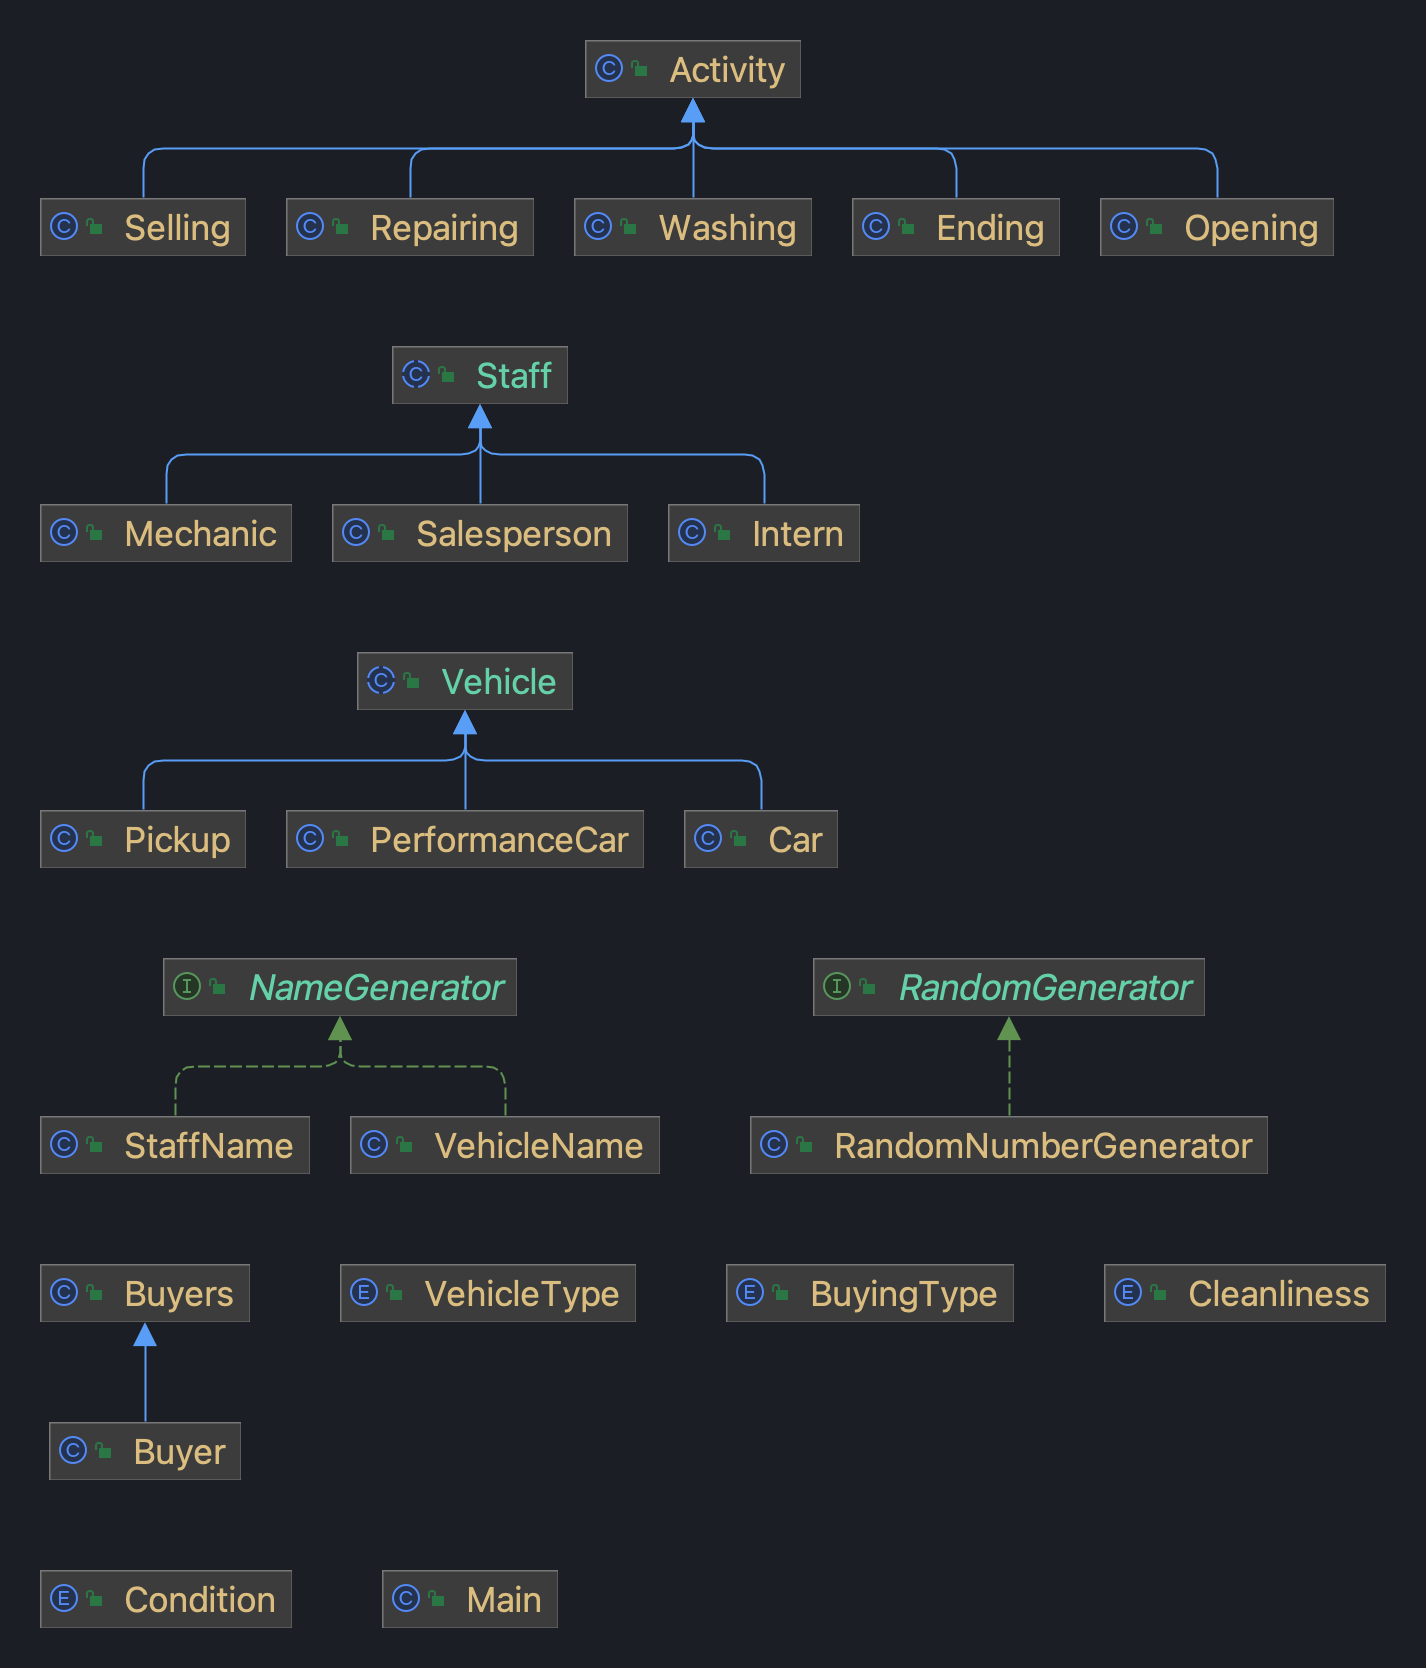 Activity
Selling Repairing Washing Ending Opening
Staff
Mechanic Salesperson Intern
Vehicle
Pickup PerformanceCar Car
NameGenerator RandomGenerator
StaffName VehicleName RandomNumberGenerator
Buyers VehicleType BuyingType Cleanliness
Buyer
Condition Main